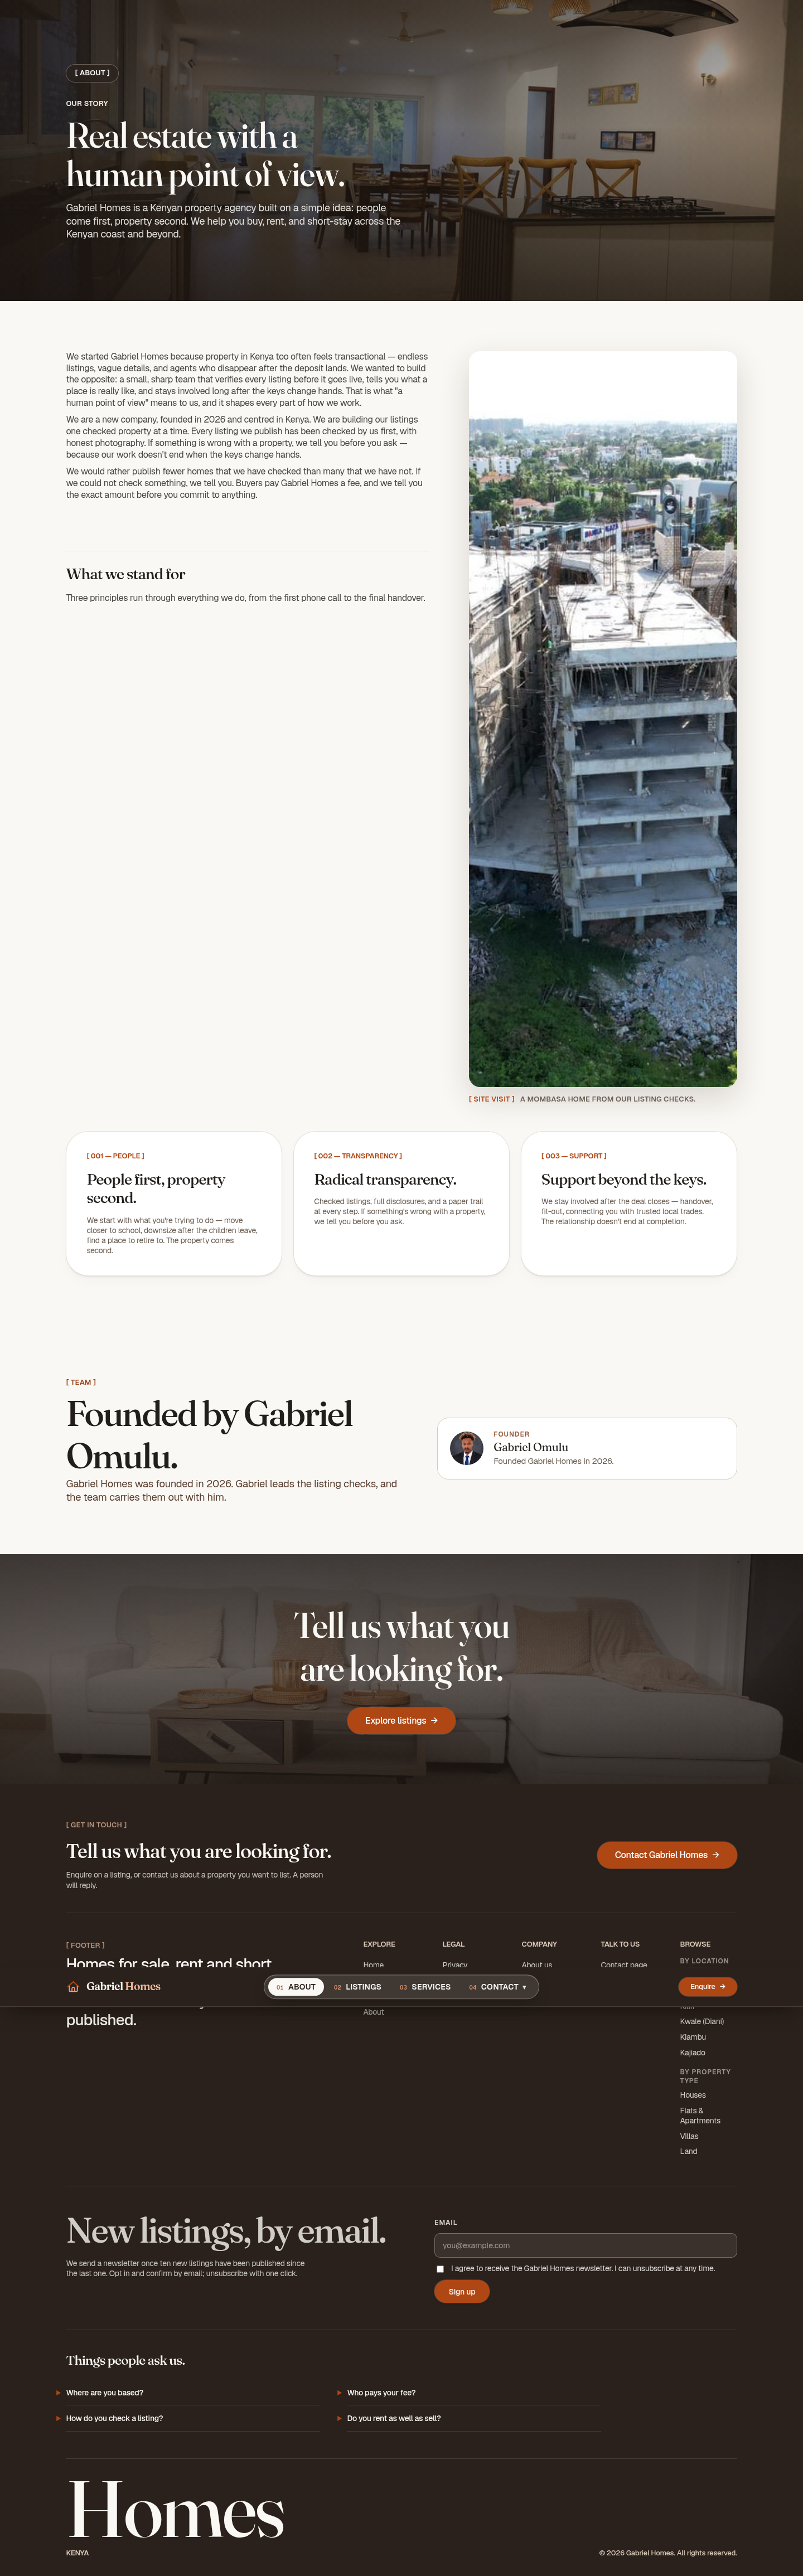 [ ABOUT ]
OUR STORY
Real estate with a
human point of view.
Gabriel Homes is a Kenyan property agency built on a simple idea: people
come first, property second. We help you buy, rent, and short-stay across the
Kenyan coast and beyond.
We started Gabriel Homes because property in Kenya too often feels transactional — endless
listings, vague details, and agents who disappear after the deposit lands. We wanted to build
the opposite: a small, sharp team that verifies every listing before it goes live, tells you what a
place is really like, and stays involved long after the keys change hands. That is what "a
human point of view" means to us, and it shapes every part of how we work.
We are a new company, founded in 2026 and centred in Kenya. We are building our listings
one checked property at a time. Every listing we publish has been checked by us first, with
honest photography. If something is wrong with a property, we tell you before you ask —
because our work doesn't end when the keys change hands.
We would rather publish fewer homes that we have checked than many that we have not. If
we could not check something, we tell you. Buyers pay Gabriel Homes a fee, and we tell you
the exact amount before you commit to anything.
What we stand for
Three principles run through everything we do, from the first phone call to the final handover.
[ SITE VISIT ] A MOMBASA HOME FROM OUR LISTING CHECKS.
[ 001 — PEOPLE ]
People first, property
second.
We start with what you're trying to do — move
closer to school, downsize after the children leave,
find a place to retire to. The property comes
second.
[ 002 — TRANSPARENCY ]
Radical transparency.
Checked listings, full disclosures, and a paper trail
at every step. If something's wrong with a property,
we tell you before you ask.
[ 003 — SUPPORT ]
Support beyond the keys.
We stay involved after the deal closes — handover,
fit-out, connecting you with trusted local trades.
The relationship doesn't end at completion.
[ TEAM ]
Founded by Gabriel
Omulu.
Gabriel Homes was founded in 2026. Gabriel leads the listing checks, and
the team carries them out with him.
FOUNDER
Gabriel Omulu
Founded Gabriel Homes in 2026.
Tell us what you
are looking for.
Explore listings →
[ GET IN TOUCH ]
Tell us what you are looking for.
Enquire on a listing, or contact us about a property you want to list. A person
will reply.
Contact Gabriel Homes →
[ FOOTER ]
Homes for sale, rent and short
published.
EXPLORE
Home
About
LEGAL
Privacy
COMPANY
About us
TALK TO US
Contact page
BROWSE
BY LOCATION
Gabriel Homes
01 ABOUT
02 LISTINGS
03 SERVICES
04 CONTACT ▾
Enquire →
Kwale (Diani)
Kiambu
Kajiado
BY PROPERTY
TYPE
Houses
Flats &
Apartments
Villas
Land
New listings, by email.
We send a newsletter once ten new listings have been published since
the last one. Opt in and confirm by email; unsubscribe with one click.
EMAIL
you@example.com
I agree to receive the Gabriel Homes newsletter. I can unsubscribe at any time.
Sign up
Things people ask us.
Where are you based?
Who pays your fee?
How do you check a listing?
Do you rent as well as sell?
Homes
KENYA
© 2026 Gabriel Homes. All rights reserved.